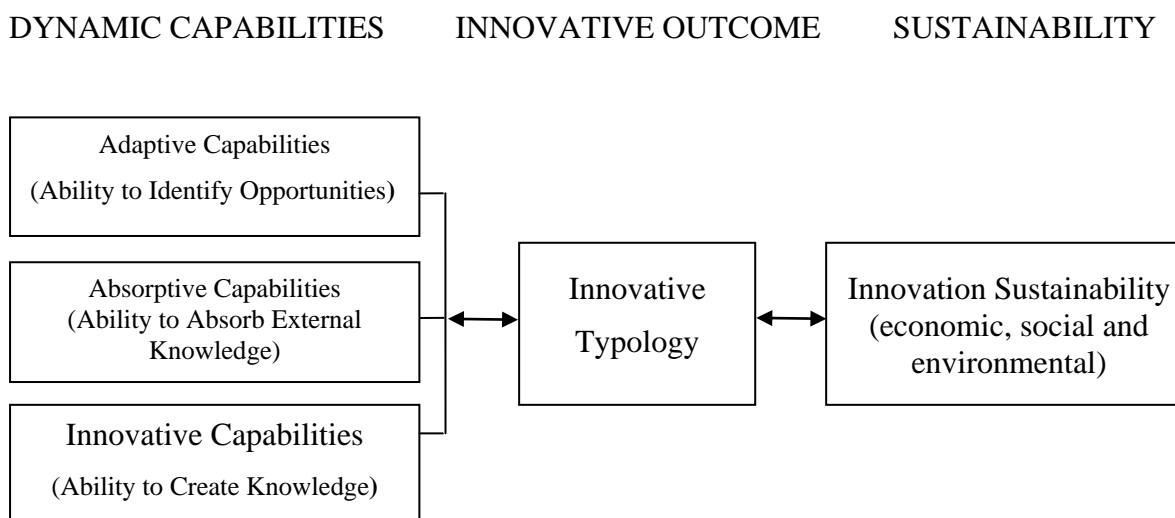 DYNAMIC CAPABILITIES INNOVATIVE OUTCOME SUSTAINABILITY
Adaptive Capabilities
(Ability to Identify Opportunities)
Absorptive Capabilities
(Ability to Absorb External
Knowledge)
Innovative Capabilities
(Ability to Create Knowledge)
Innovative
Typology
Innovation Sustainability
(economic, social and
environmental)